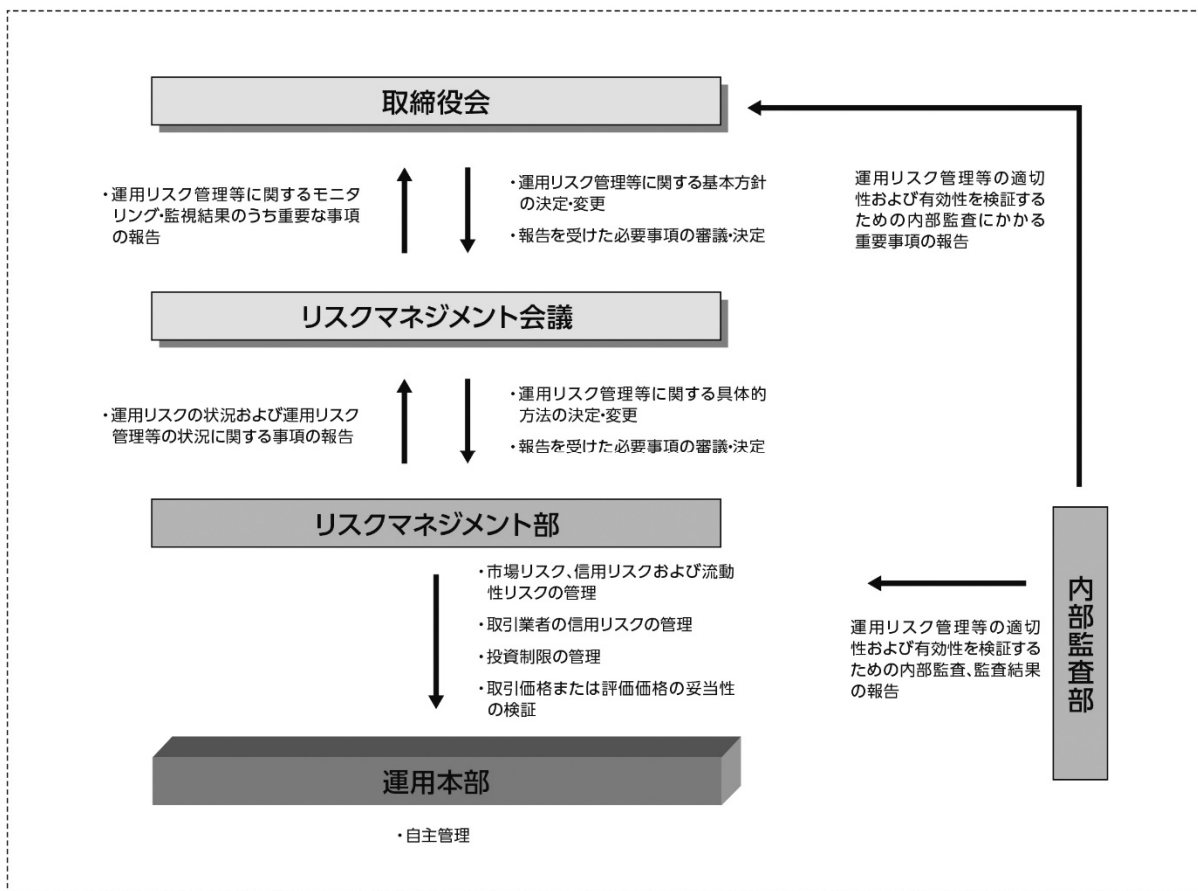 取締役会
・運用リスク管理等に関するモニタ
リング・監視結果のうち重要な事項
の報告
・運用リスク管理等に関する基本方針
の決定・変更
・報告を受けた必要事項の審議・決定
運用リスク管理等の適切
性および有効性を検証する
ための内部監査にかかる
重要事項の報告
リスクマネジメント会議
・運用リスクの状況および運用リスク
管理等の状況に関する事項の報告
・運用リスク管理等に関する具体的
方法の決定・変更
・報告を受けた必要事項の審議・決定
リスクマネジメント部
・市場リスク、信用リスクおよび流動
性リスクの管理
・取引業者の信用リスクの管理
・投資制限の管理
・取引価格または評価価格の妥当性
の検証
運用リスク管理等の適切
性および有効性を検証する
ための内部監査、監査結果
の報告
内部監査部
運用本部
・自主管理